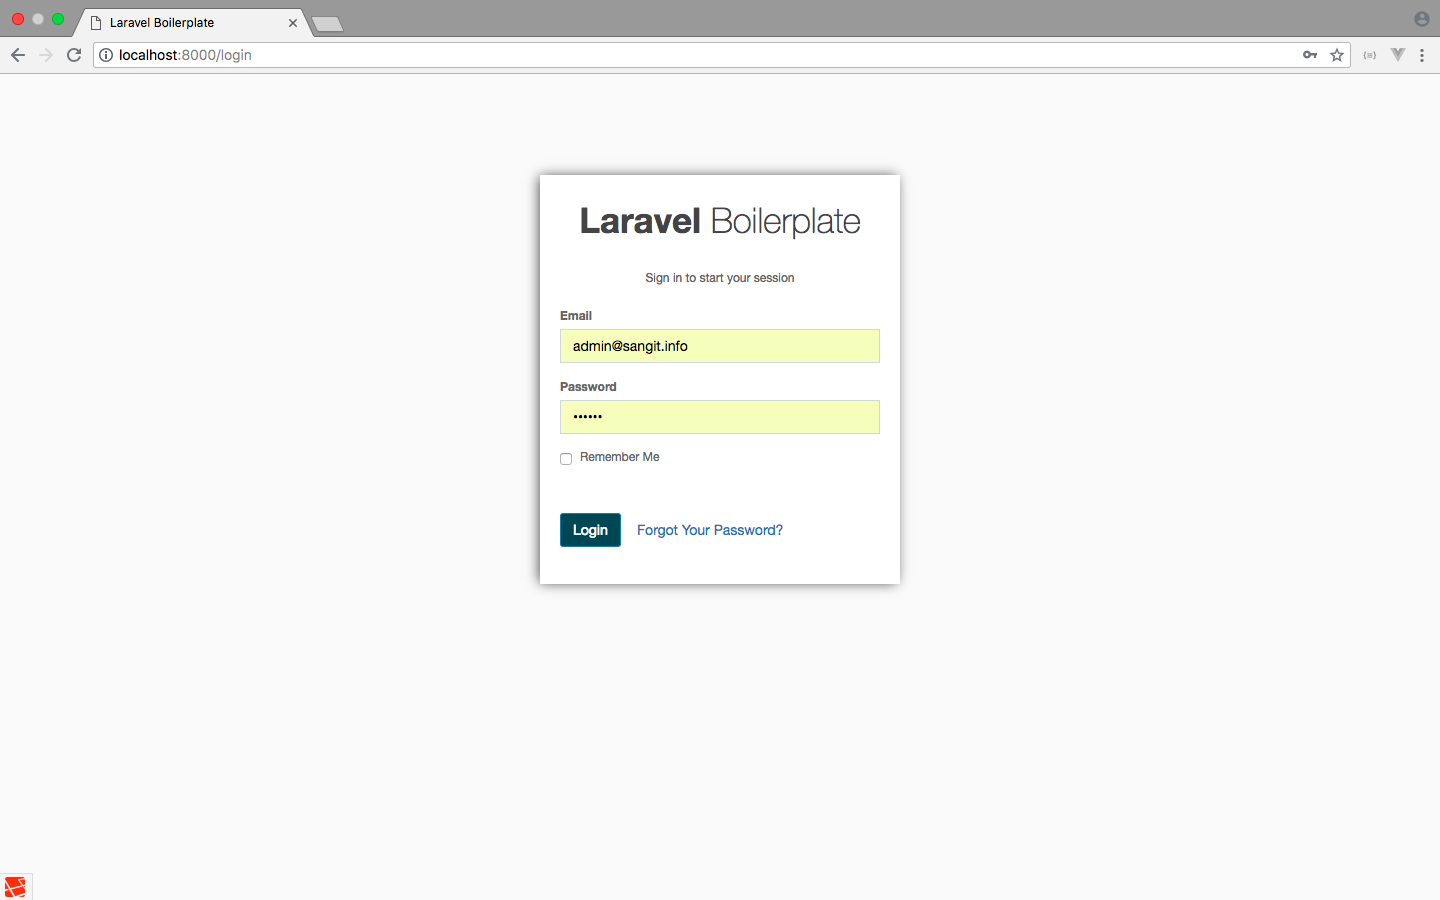 Laravel Boilerplate
localhost:8000/login
Laravel Boilerplate
Sign in to start your session
Email
admin@sangit.info
Password
••••••
Remember Me
Login Forgot Your Password?